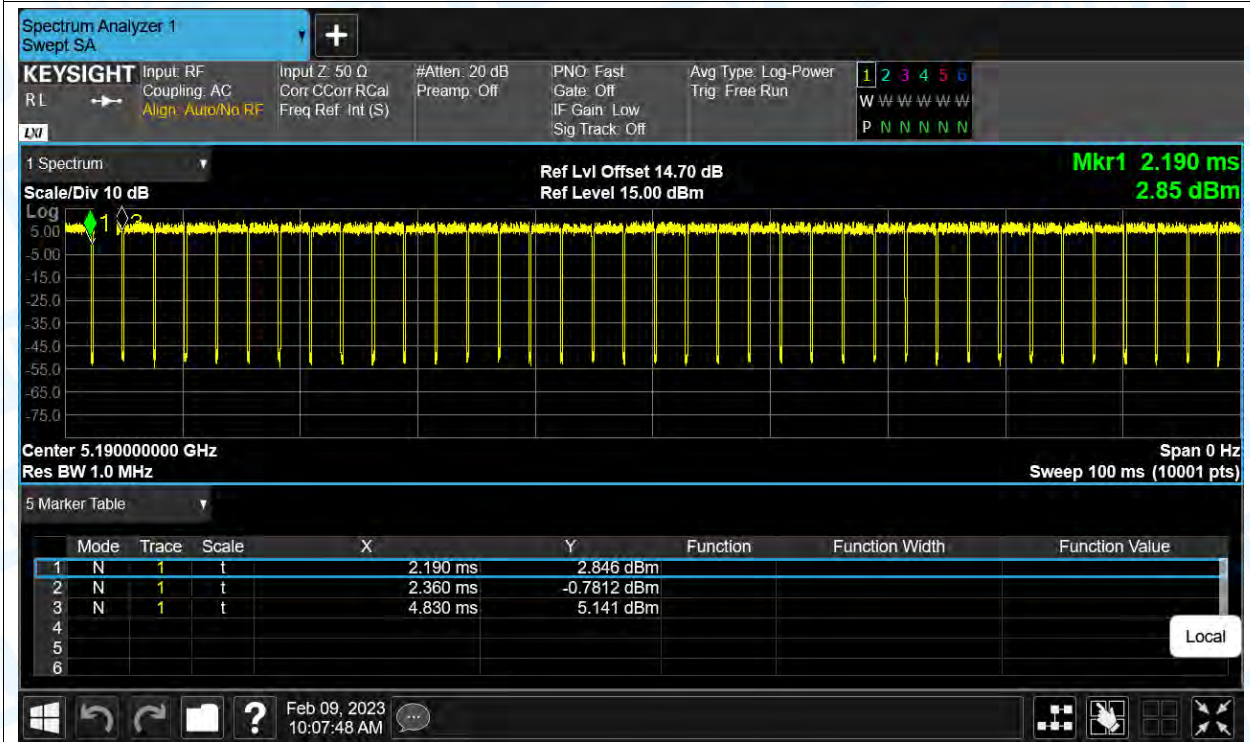 Spectrum Analyzer 1
Swept SA
+
KEYSIGHT Input: RF Input Z: 50 Ω #Atten: 20 dB PNO: Fast Avg Type: Log-Power 1 2 3 4 5 6
R L Coupling: AC Corr CCorr RCal Preamp: Off Gate: Off Trig: Free Run W W W W W W
Align: Auto/No RF Freq Ref: Int (S) IF Gain: Low P N N N N N
LXI Sig Track: Off
1 Spectrum Ref Lvl Offset 14.70 dB Mkr1 2.190 ms
Scale/Div 10 dB Ref Level 15.00 dBm 2.85 dBm
Log
1 3
5.00
-5.00
-15.0
-25.0
-35.0
-45.0
-55.0
-65.0
-75.0
Center 5.190000000 GHz Span 0 Hz
Res BW 1.0 MHz Sweep 100 ms (10001 pts)
5 Marker Table
Mode Trace Scale X Y Function Function Width Function Value
1 N 1 t 2.190 ms 2.846 dBm
2 N 1 t 2.360 ms -0.7812 dBm
3 N 1 t 4.830 ms 5.141 dBm
4
5
6
Local
? Feb 09, 2023
10:07:48 AM